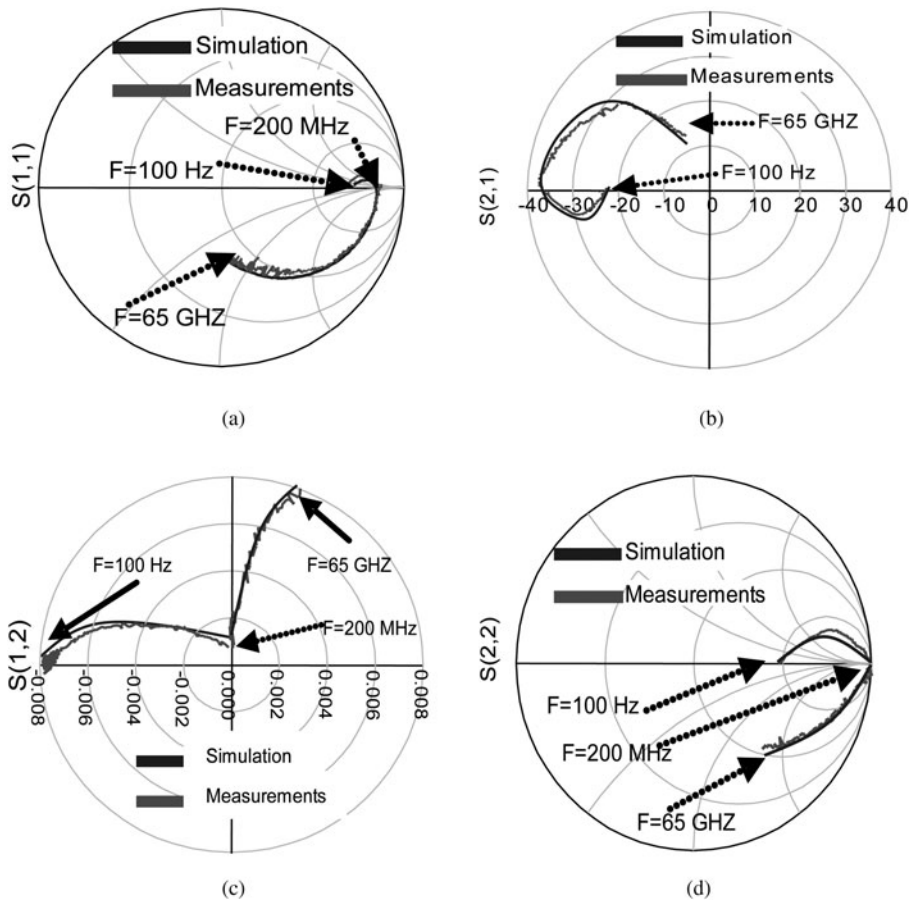 Simulation
Measurements
F=200 MHz
F=100 Hz
F=65 GHZ
S(1,1)
(a)
Simulation
Measurements
F=65 GHZ
F=100 Hz
S(2,1)
-40 -30 -20 -10 0 10 20 30 40
(b)
F=100 Hz
F=65 GHZ
F=200 MHz
S(1,2)
-0.008 -0.006 -0.004 -0.002 0.000 0.002 0.004 0.006 0.008
Simulation
Measurements
(c)
Simulation
Measurements
S(2,2)
F=100 Hz
F=200 MHz
F=65 GHZ
(d)